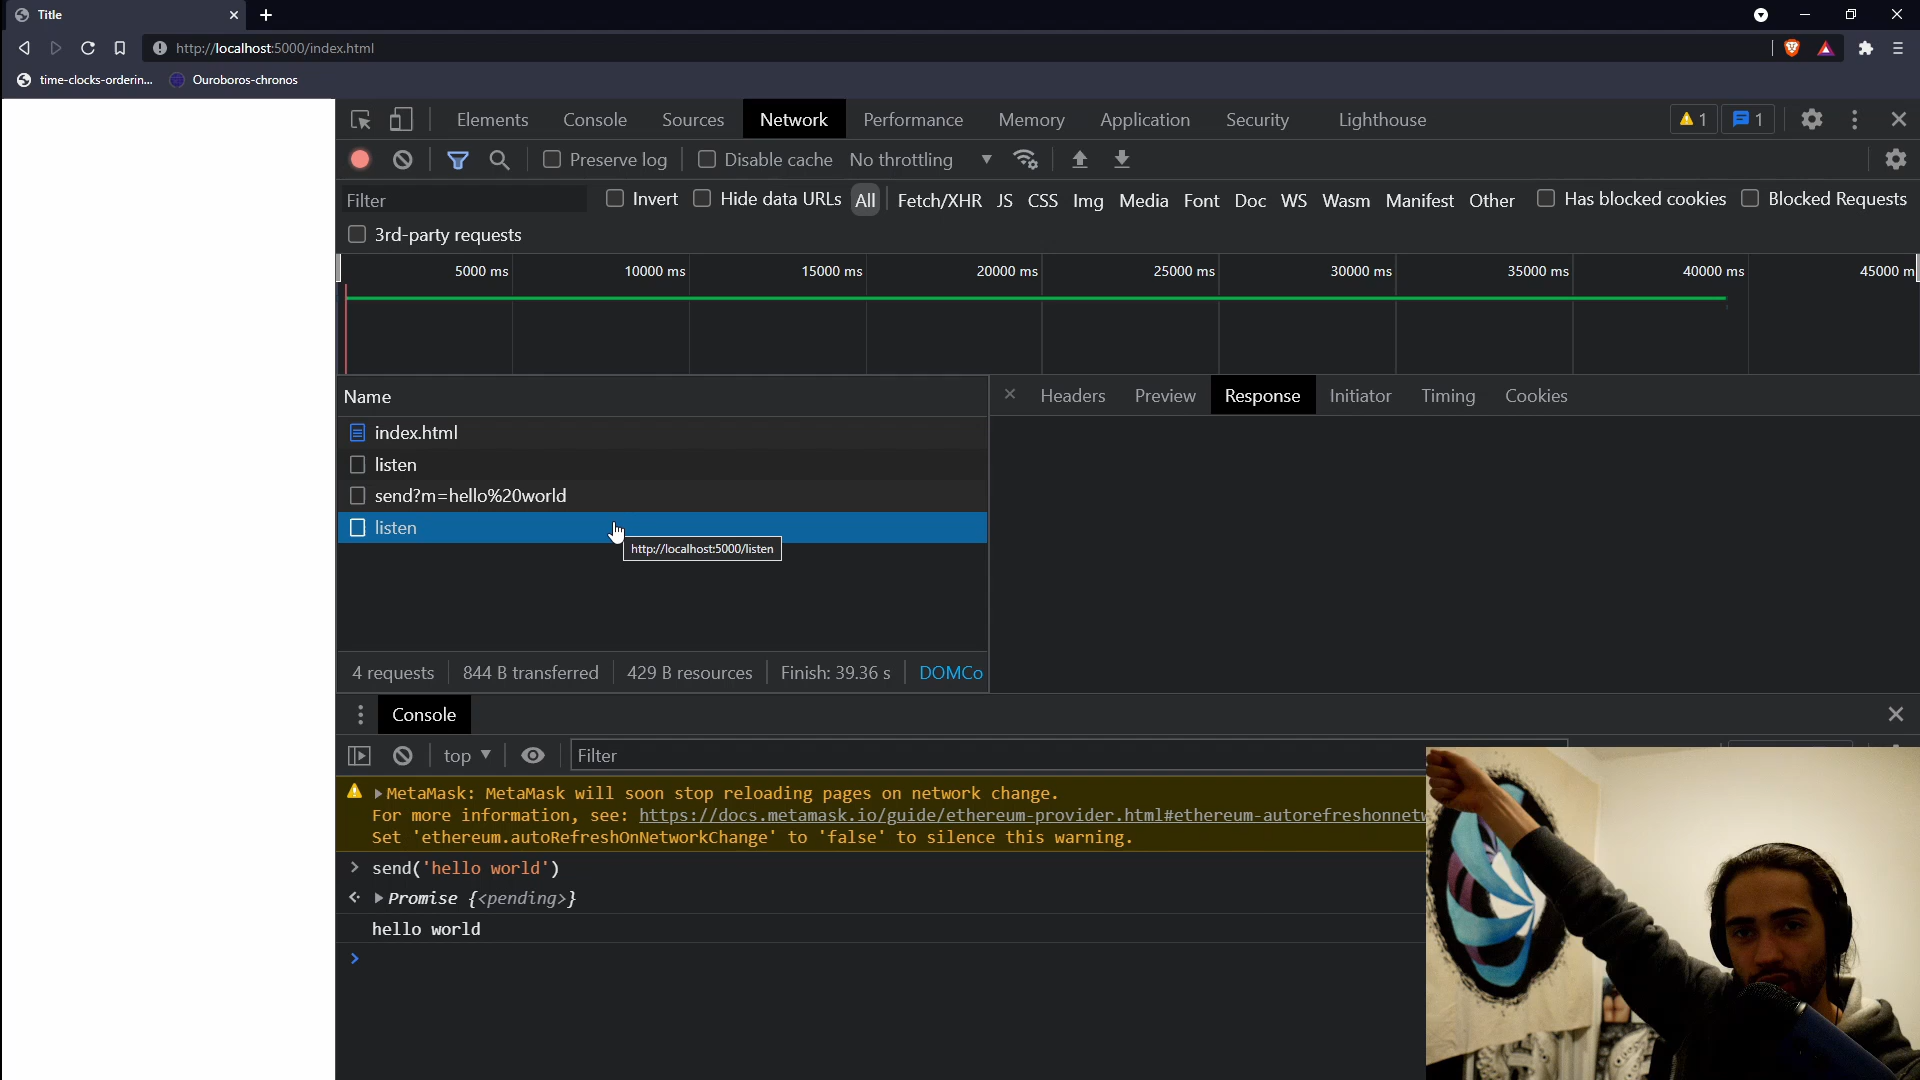 Title
http://localhost:5000/index.html
time-clocks-orderin...
Ouroboros-chronos
Elements Console Sources Network Performance Memory Application Security Lighthouse 1 1
Preserve log Disable cache No throttling
Filter Invert Hide data URLs All Fetch/XHR JS CSS Img Media Font Doc WS Wasm Manifest Other Has blocked cookies Blocked Requests
3rd-party requests
5000 ms 10000 ms 15000 ms 20000 ms 25000 ms 30000 ms 35000 ms 40000 ms 45000 m
Name
Headers Preview Response Initiator Timing Cookies
index.html
listen
send?m=hello%20world
listen
http://localhost:5000/listen
4 requests 844 B transferred 429 B resources Finish: 39.36 s DOMCo
Console
top Filter
MetaMask: MetaMask will soon stop reloading pages on network change.
For more information, see: https://docs.metamask.io/guide/ethereum-provider.html#ethereum-autorefreshonnetw
Set 'ethereum.autoRefreshOnNetworkChange' to 'false' to silence this warning.
> send('hello world')
Promise {<pending>}
hello world
>